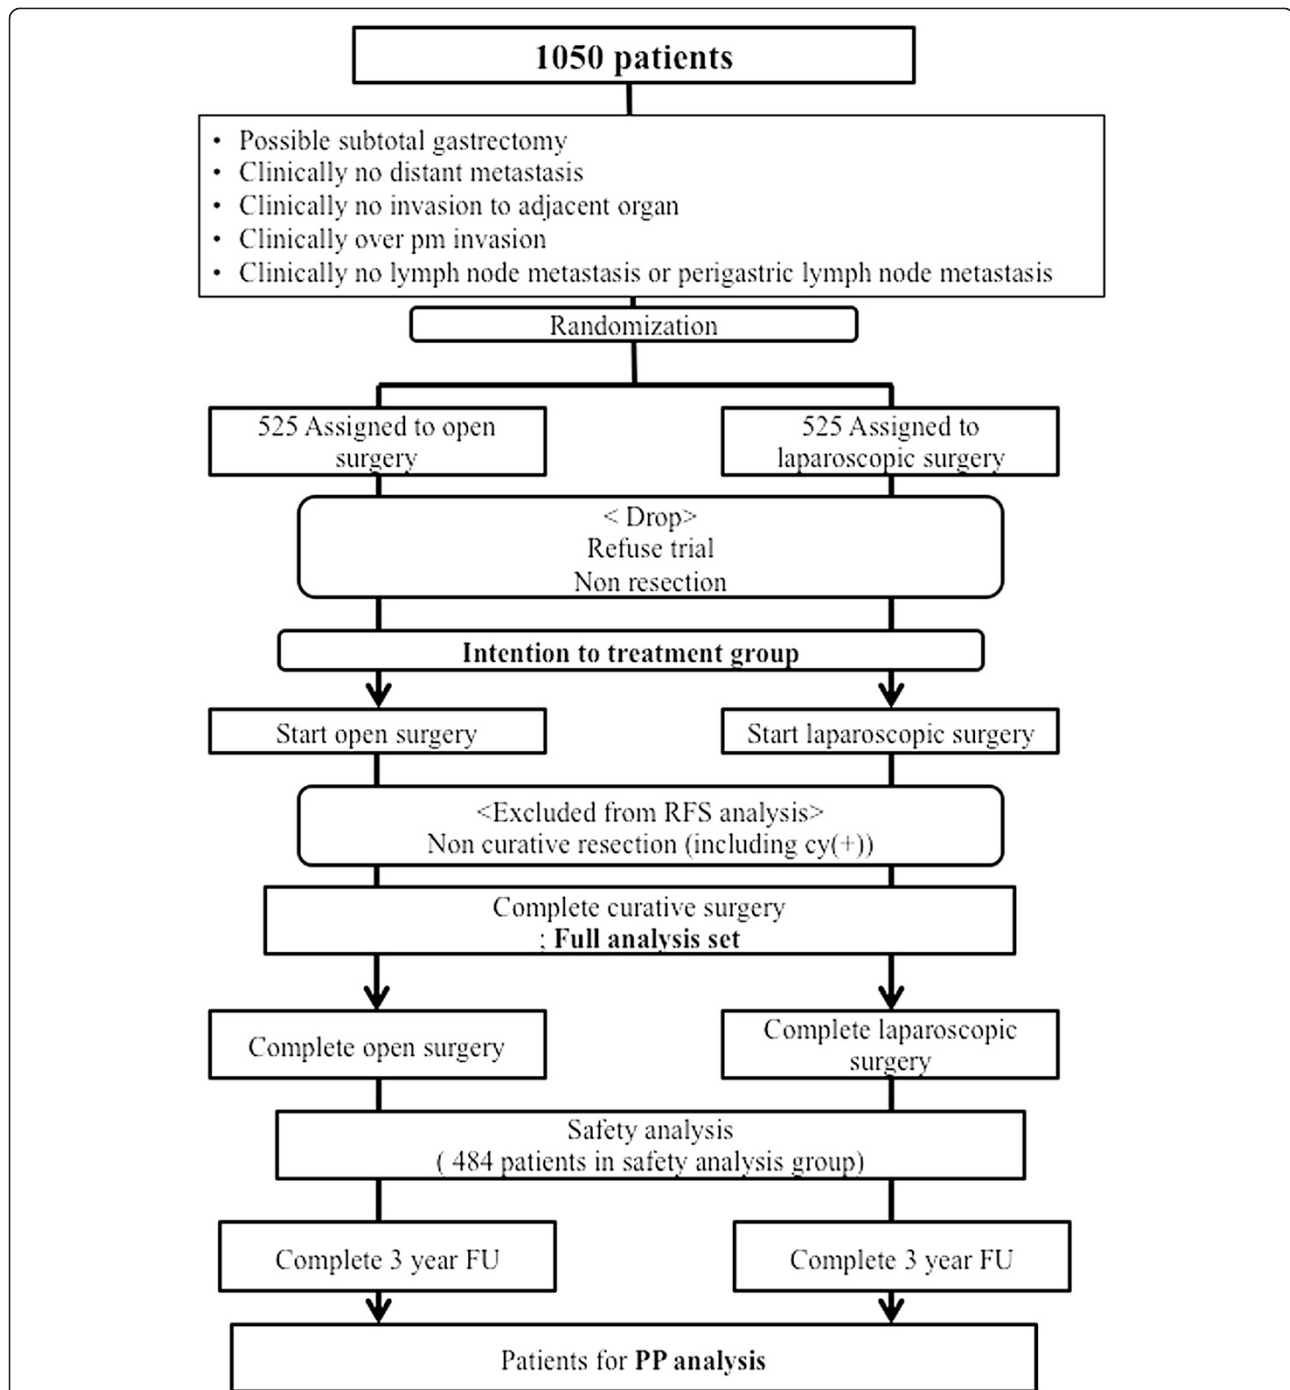 1050 patients
• Possible subtotal gastrectomy
• Clinically no distant metastasis
• Clinically no invasion to adjacent organ
• Clinically over pm invasion
• Clinically no lymph node metastasis or perigastric lymph node metastasis
Randomization
525 Assigned to open
surgery
525 Assigned to
laparoscopic surgery
< Drop>
Refuse trial
Non resection
Intention to treatment group
Start open surgery
Start laparoscopic surgery
<Excluded from RFS analysis>
Non curative resection (including cy(+))
Complete curative surgery
; Full analysis set
Complete open surgery
Complete laparoscopic
surgery
Safety analysis
( 484 patients in safety analysis group)
Complete 3 year FU
Complete 3 year FU
Patients for PP analysis